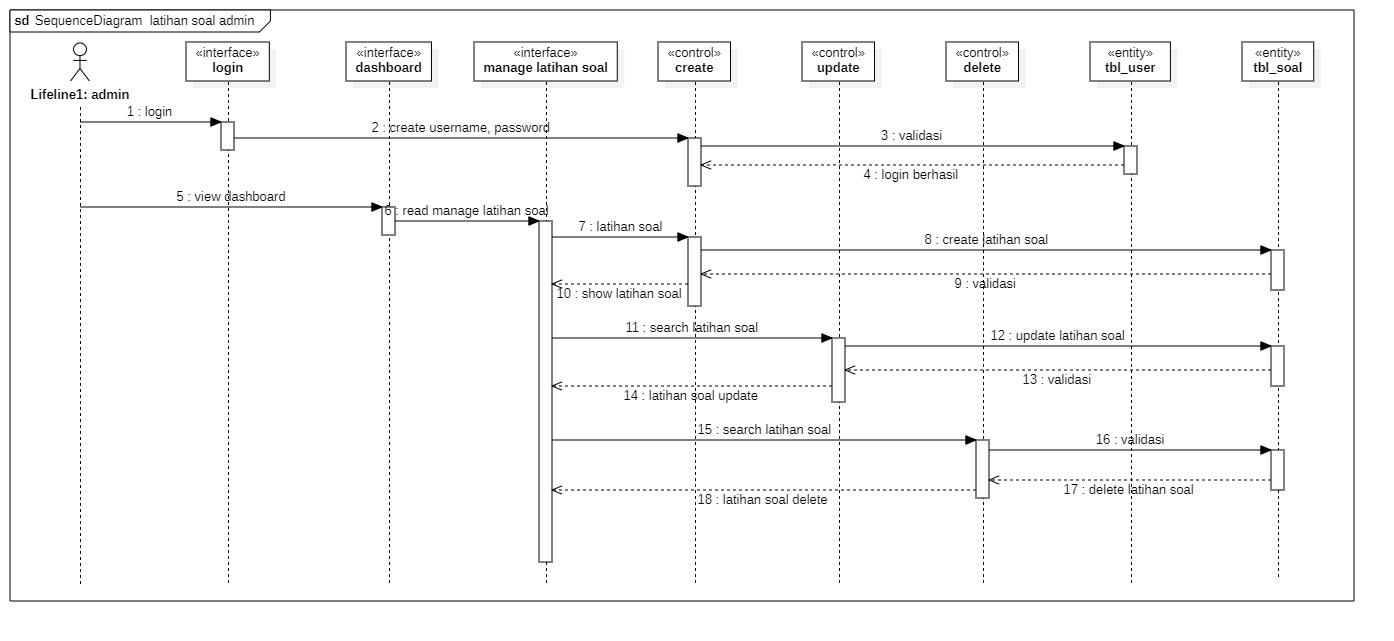 sd SequenceDiagram latihan soal admin
«interface»
login
«interface»
dashboard
«interface»
manage latihan soal
«control»
create
«control»
update
«control»
delete
«entity»
tbl_user
«entity»
tbl_soal
Lifeline1: admin
1 : login
2 : create username, password
3 : validasi
4 : login berhasil
5 : view dashboard
6 : read manage latihan soal
7 : latihan soal
8 : create latihan soal
9 : validasi
10 : show latihan soal
11 : search latihan soal
12 : update latihan soal
13 : validasi
14 : latihan soal update
15 : search latihan soal
16 : validasi
17 : delete latihan soal
18 : latihan soal delete